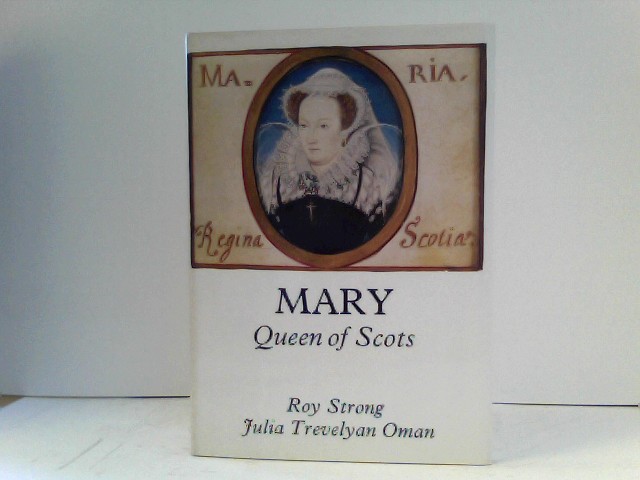 MA= RIA.
Regina Scotiæ.
MARY
Queen of Scots
Roy Strong
Julia Trevelyan Oman